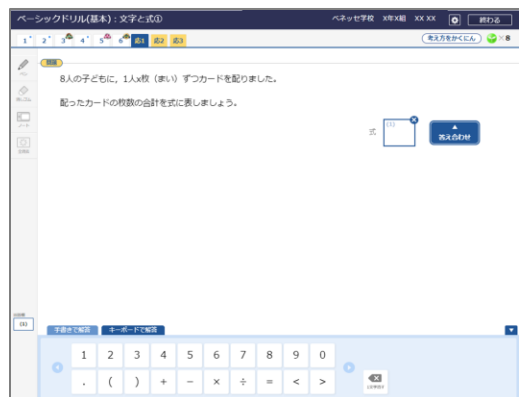 ベーシックドリル(基本)：文字と式①
ベネッセ学校 X年X組 XX XX
終わる
1 2 3 4 5 6 応1 応2 応3
考え方をかくにん
×8
問題
8人の子どもに，1人x枚（まい）ずつカードを配りました。
配ったカードの枚数の合計を式に表しましょう。
式
(1)
答え合わせ
(1)
手書きで解答 キーボードで解答
1 2 3 4 5 6 7 8 9 0
. ( ) + − × ÷ = < >